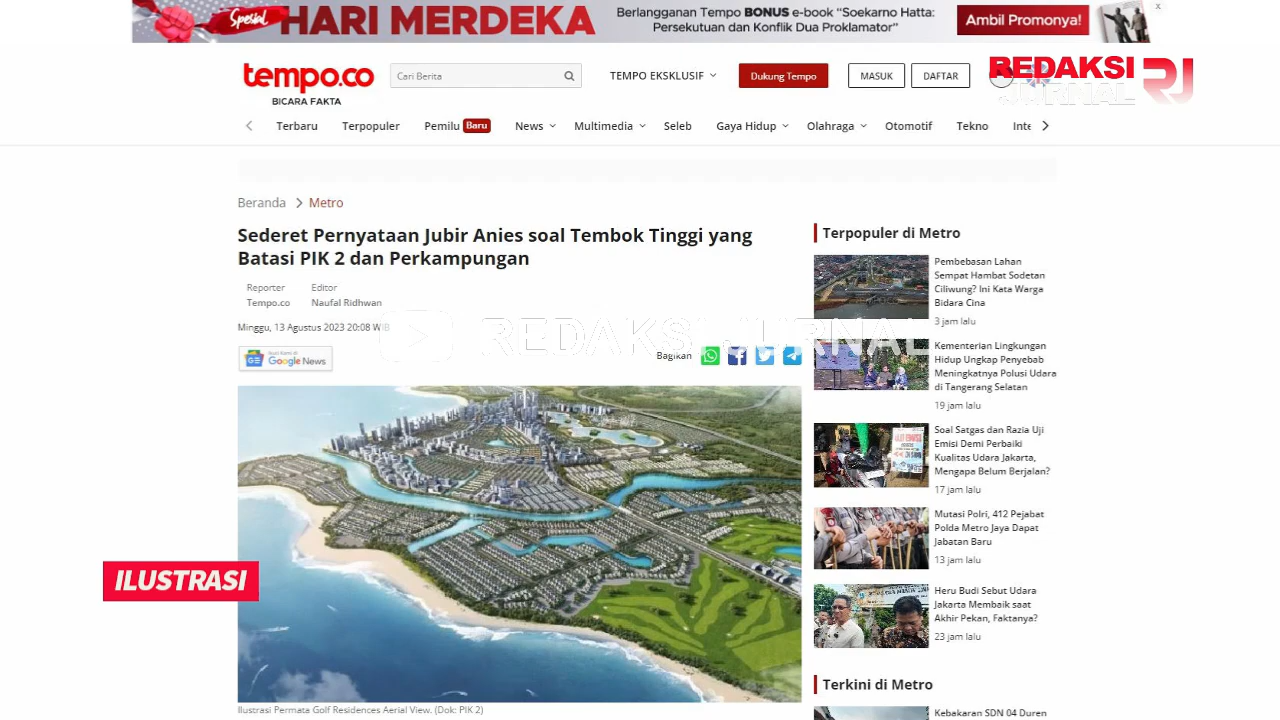 Spesial HARI MERDEKA
Berlangganan Tempo BONUS e-book “Soekarno Hatta:
Persekutuan dan Konflik Dua Proklamator”
Ambil Promonya!
x
tempo.co
BICARA FAKTA
Cari Berita
TEMPO EKSKLUSIF
Dukung Tempo
MASUK
DAFTAR
REDAKSI
JURNAL
RJ
Terbaru
Terpopuler
Pemilu Baru
News
Multimedia
Seleb
Gaya Hidup
Olahraga
Otomotif
Tekno
Inte
Beranda > Metro
Sederet Pernyataan Jubir Anies soal Tembok Tinggi yang
Batasi PIK 2 dan Perkampungan
Reporter Editor
Tempo.co Naufal Ridhwan
Minggu, 13 Agustus 2023 20:08 WIB
Google News
Bagikan
REDAKSI JURNAL
ILUSTRASI
Ilustrasi Permata Golf Residences Aerial View. (Dok: PIK 2)
Terpopuler di Metro
Pembebasan Lahan
Sempat Hambat Sodetan
Ciliwung? Ini Kata Warga
Bidara Cina
3 jam lalu
Kementerian Lingkungan
Hidup Ungkap Penyebab
Meningkatnya Polusi Udara
di Tangerang Selatan
19 jam lalu
Soal Satgas dan Razia Uji
Emisi Demi Perbaiki
Kualitas Udara Jakarta,
Mengapa Belum Berjalan?
17 jam lalu
Mutasi Polri, 412 Pejabat
Polda Metro Jaya Dapat
Jabatan Baru
13 jam lalu
Heru Budi Sebut Udara
Jakarta Membaik saat
Akhir Pekan, Faktanya?
23 jam lalu
Terkini di Metro
Kebakaran SDN 04 Duren